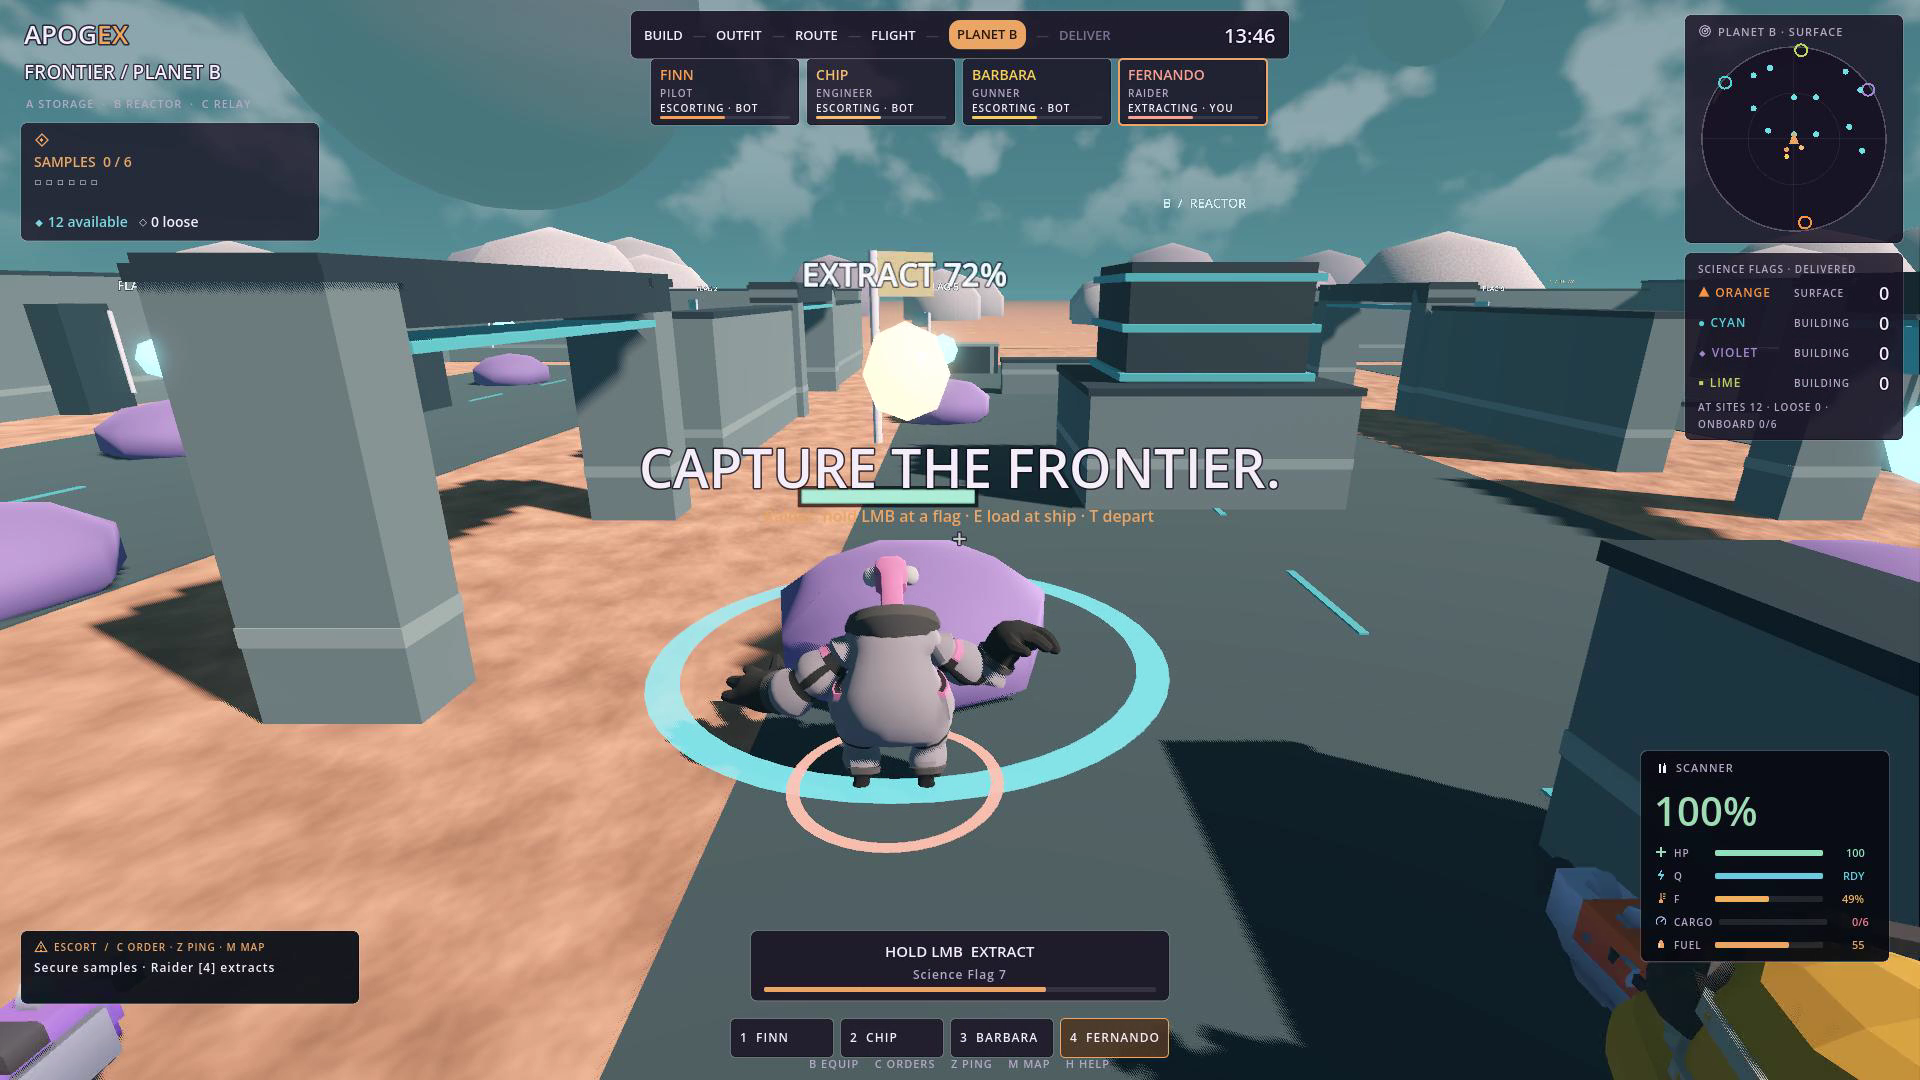 APOGEX
FRONTIER / PLANET B
A STORAGE · B REACTOR · C RELAY
SAMPLES 0 / 6
12 available 0 loose
BUILD — OUTFIT — ROUTE — FLIGHT — PLANET B — DELIVER 13:46
FINN
PILOT
ESCORTING · BOT
CHIP
ENGINEER
ESCORTING · BOT
BARBARA
GUNNER
ESCORTING · BOT
FERNANDO
RAIDER
EXTRACTING · YOU
PLANET B · SURFACE
SCIENCE FLAGS · DELIVERED
ORANGE SURFACE 0
CYAN BUILDING 0
VIOLET BUILDING 0
LIME BUILDING 0
AT SITES 12 · LOOSE 0 ·
ONBOARD 0/6
B / REACTOR
EXTRACT 72%
CAPTURE THE FRONTIER.
hold LMB at a flag · E load at ship · T depart
SCANNER
100%
HP 100
Q RDY
F 49%
CARGO 0/6
FUEL 55
ESCORT / C ORDER · Z PING · M MAP
Secure samples · Raider [4] extracts
HOLD LMB EXTRACT
Science Flag 7
1 FINN
2 CHIP
3 BARBARA
4 FERNANDO
B EQUIP C ORDERS Z PING M MAP H HELP